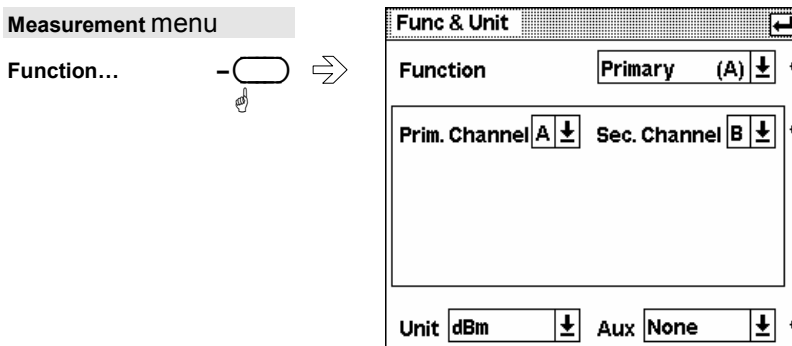 Measurement menu
Function…
Func & Unit
Function Primary (A)
Prim. Channel A Sec. Channel B
Unit dBm Aux None